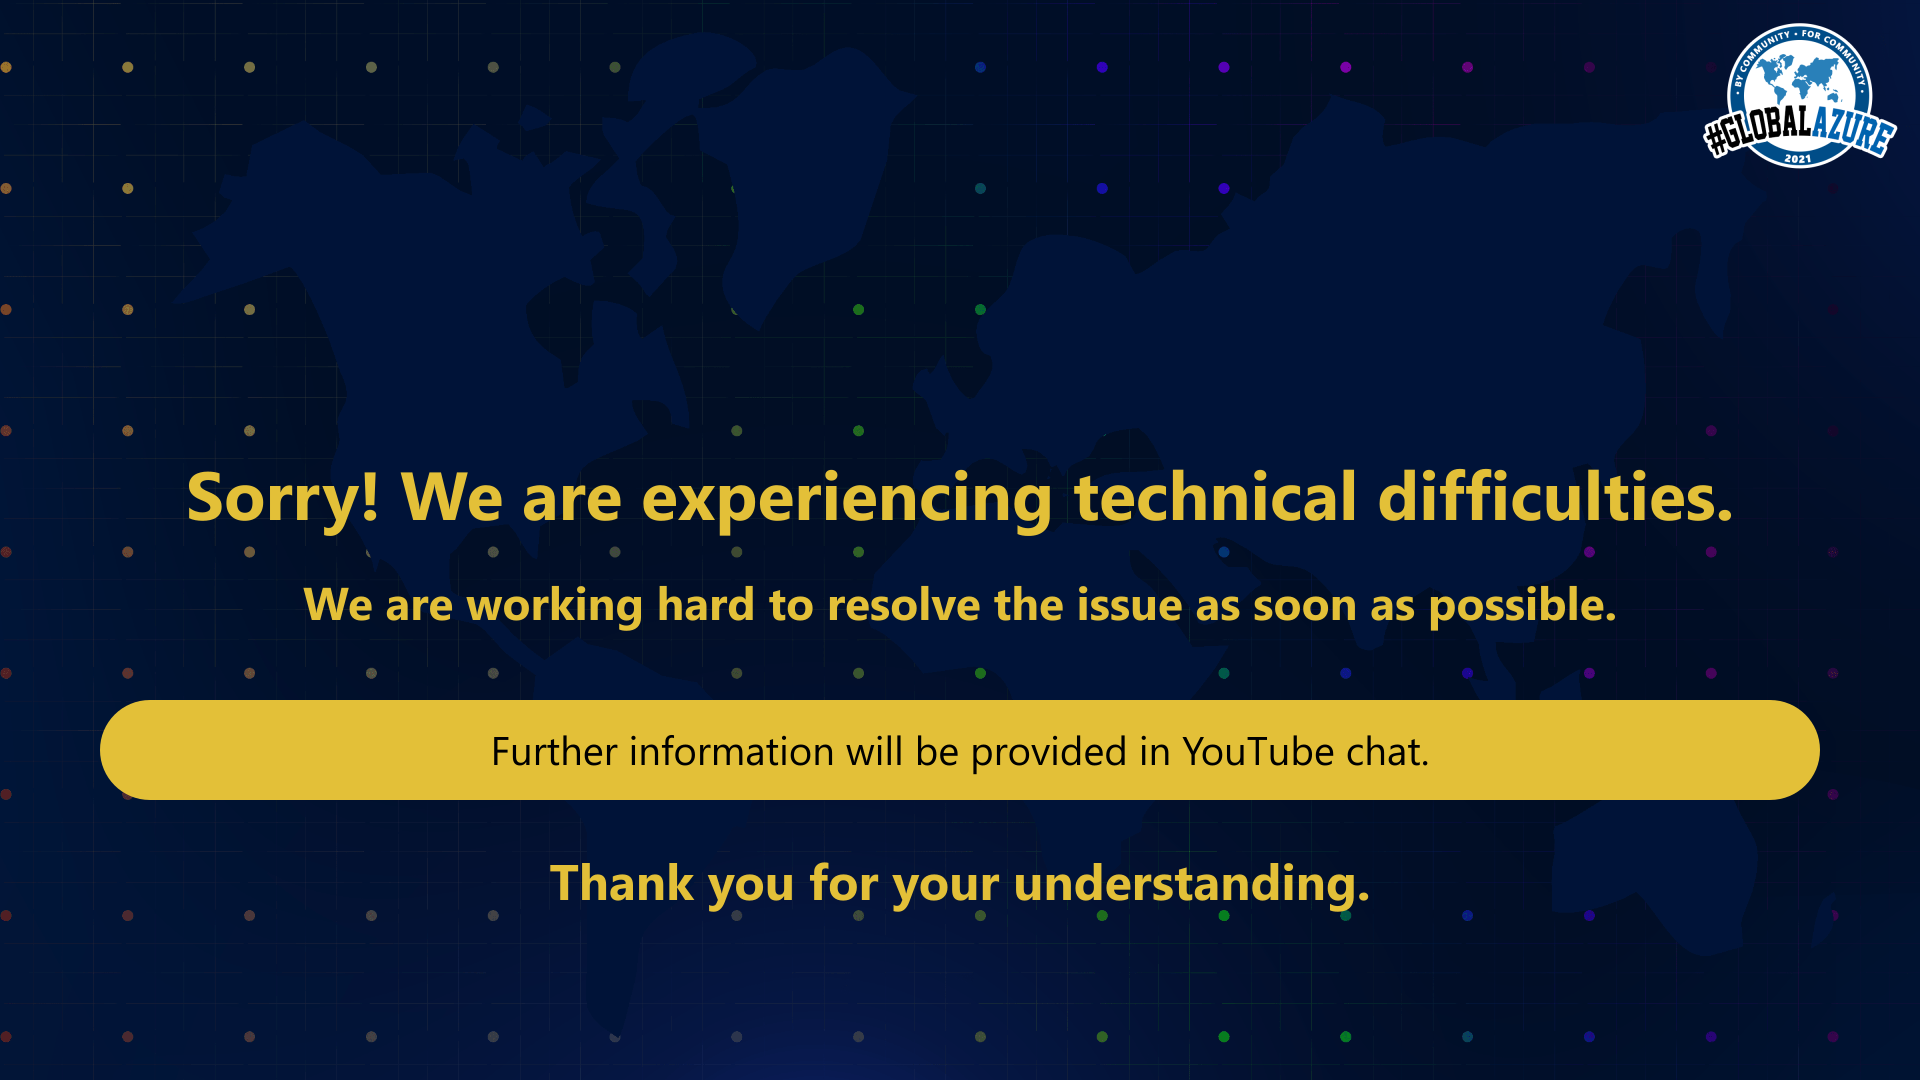 • BY COMMUNITY • FOR COMMUNITY •
#GLOBALAZURE
2021
Sorry! We are experiencing technical difficulties.
We are working hard to resolve the issue as soon as possible.
Further information will be provided in YouTube chat.
Thank you for your understanding.